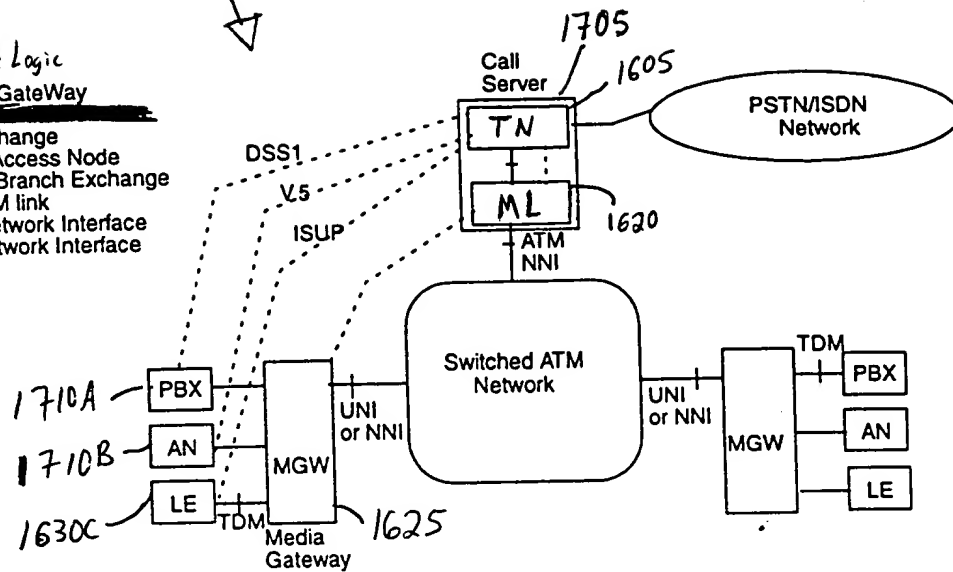 1705
Logic
GateWay
hange
Access Node
Branch Exchange
M link
etwork Interface
twork Interface
Call
Server
1605
TN
PSTN/ISDN
Network
DSS1
V.5
ISUP
ML
1620
ATM
NNI
Switched ATM
Network
1710A
PBX
UNI
or NNI
UNI
or NNI
TDM
PBX
1710B
AN
MGW
MGW
AN
1630C
LE
TDM
LE
Media
Gateway
1625